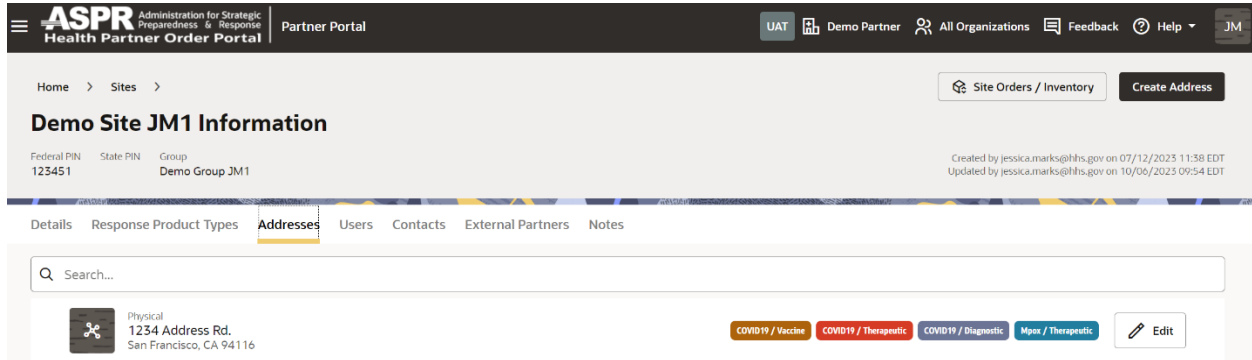 ASPR Administration for Strategic Preparedness & Response
Health Partner Order Portal
Partner Portal
UAT
Demo Partner
All Organizations
Feedback
Help
JM
Home > Sites >
Site Orders / Inventory
Create Address
Demo Site JM1 Information
Federal PIN State PIN Group
123451 Demo Group JM1
Created by jessica.marks@hhs.gov on 07/12/2023 11:38 EDT
Updated by jessica.marks@hhs.gov on 10/06/2023 09:54 EDT
Details Response Product Types Addresses Users Contacts External Partners Notes
Search...
Physical
1234 Address Rd.
San Francisco, CA 94116
COVID19 / Vaccine COVID19 / Therapeutic COVID19 / Diagnostic Mpox / Therapeutic
Edit